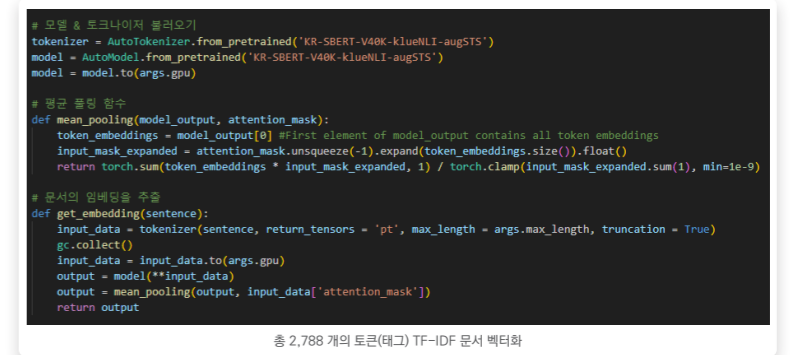 # 모델 & 토크나이저 불러오기
tokenizer = AutoTokenizer.from_pretrained('KR-SBERT-V40K-klueNLI-augSTS')
model = AutoModel.from_pretrained('KR-SBERT-V40K-klueNLI-augSTS')
model = model.to(args.gpu)
# 평균 풀링 함수
def mean_pooling(model_output, attention_mask):
token_embeddings = model_output[0] #First element of model_output contains all token embeddings
input_mask_expanded = attention_mask.unsqueeze(-1).expand(token_embeddings.size()).float()
return torch.sum(token_embeddings * input_mask_expanded, 1) / torch.clamp(input_mask_expanded.sum(1), min=1e-9)
# 문서의 임베딩을 추출
def get_embedding(sentence):
input_data = tokenizer(sentence, return_tensors = 'pt', max_length = args.max_length, truncation = True)
gc.collect()
input_data = input_data.to(args.gpu)
output = model(**input_data)
output = mean_pooling(output, input_data['attention_mask'])
return output
총 2,788 개의 토큰(태그) TF-IDF 문서 벡터화